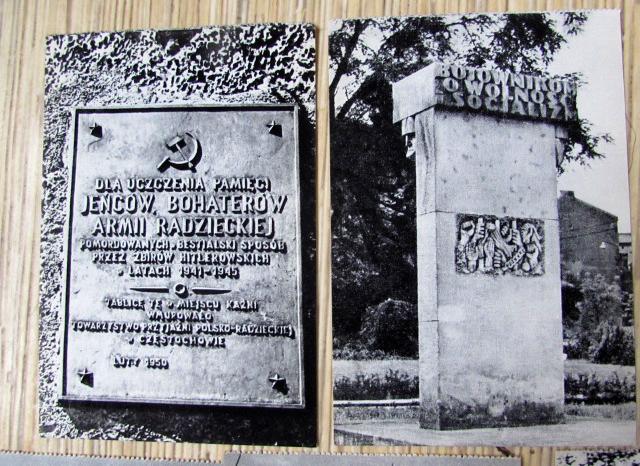 DLA UCZCZENIA PAMIĘCI
JEŃCÓW, BOHATERÓW
ARMII RADZIECKIEJ
POMORDOWANYCH W BESTIALSKI SPOSÓB
PRZEZ ZBIRÓW HITLEROWSKICH
W LATACH 1941-1945
TABLICĘ TĘ W MIEJSCU KAŹNI
WMUROWAŁO
TOWARZYSTWO PRZYJAŹNI POLSKO-RADZIECKIEJ
W CZĘSTOCHOWIE
LUTY 1950
BOJOWNIKOM
O WOLNOŚĆ
I SOCJALIZM